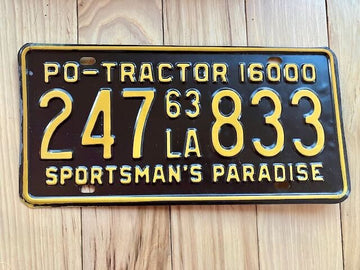 PO-TRACTOR 16000
247 63 LA 833
SPORTSMAN'S PARADISE